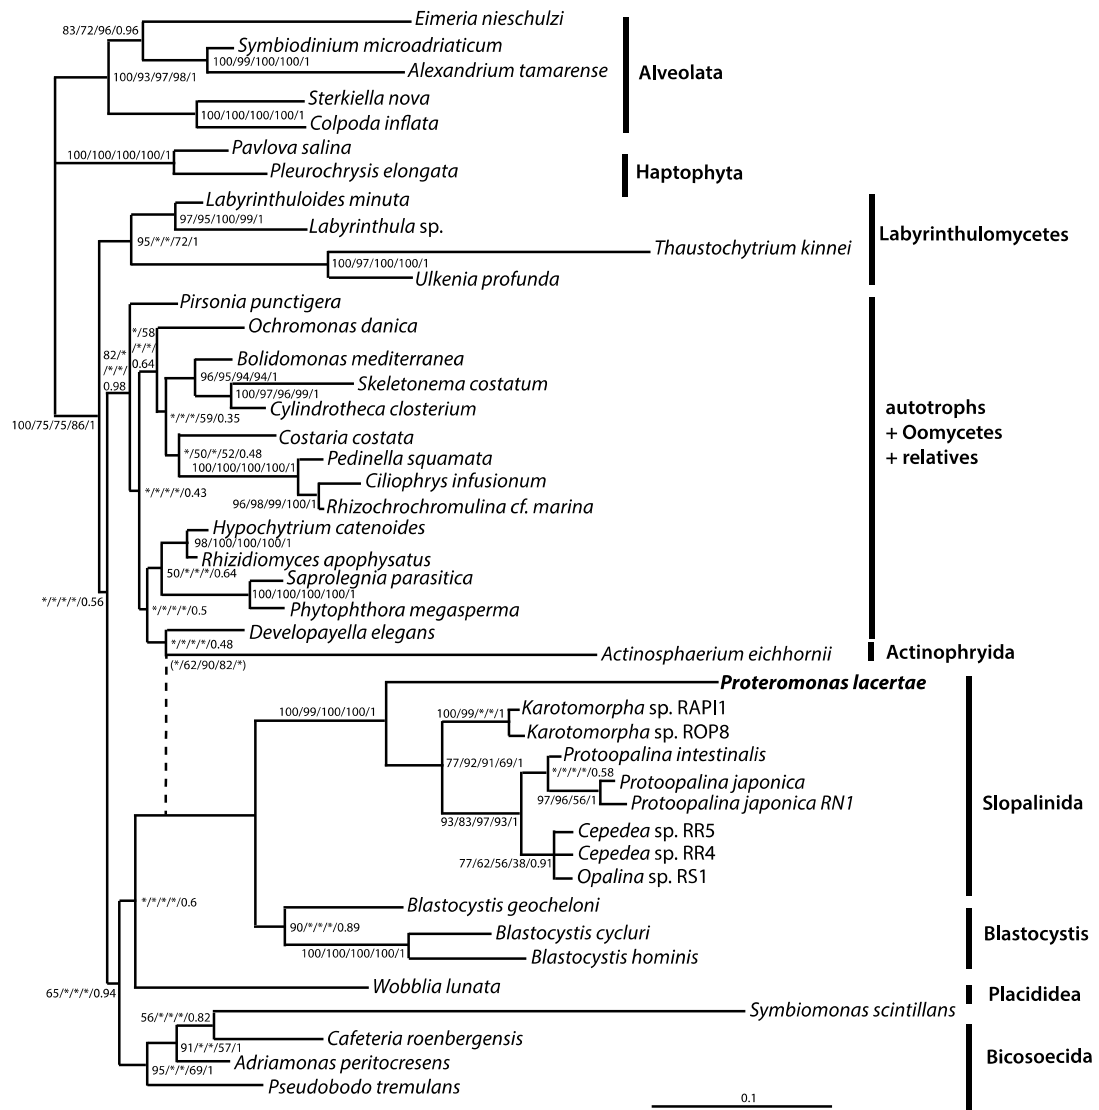 Eimeria nieschulzi
83/72/96/0.96
Symbiodinium microadriaticum
100/99/100/100/1
Alexandrium tamarense
Alveolata
100/93/97/98/1
Sterkiella nova
100/100/100/100/1
Colpoda inflata
Pavlova salina
100/100/100/100/1
Pleurochrysis elongata
Haptophyta
Labyrinthuloides minuta
97/95/100/99/1
Labyrinthula sp.
Labyrinthulomycetes
95/*/*/72/1
Thaustochytrium kinnei
100/97/100/100/1
Ulkenia profunda
Pirsonia punctigera
Ochromonas danica
*/58
/*/*/
0.64
82/*
/*/*/
0.98
Bolidomonas mediterranea
96/95/94/94/1
Skeletonema costatum
100/97/96/99/1
Cylindrotheca closterium
*/*/*/59/0.35
autotrophs
+ Oomycetes
+ relatives
100/75/75/86/1
Costaria costata
*/50/*/52/0.48
Pedinella squamata
100/100/100/100/1
Ciliophrys infusionum
*/*/*/*/0.43
96/98/99/100/1
Rhizochrochromulina cf. marina
Hypochytrium catenoides
98/100/100/100/1
Rhizidiomyces apophysatus
50/*/*/*/0.64
Saprolegnia parasitica
100/100/100/100/1
*/*/*/*/0.56
*/*/*/*/0.5
Phytophthora megasperma
Developayella elegans
*/*/*/*/0.48
Actinosphaerium eichhornii
Actinophryida
(*/62/90/82/*)
Proteromonas lacertae
100/99/100/100/1
Karotomorpha sp. RAPI1
100/99/*/*/1
Karotomorpha sp. ROP8
Protoopalina intestinalis
77/92/91/69/1
*/*/*/*/0.58
Protoopalina japonica
97/96/56/1
Protoopalina japonica RN1
Slopalinida
93/83/97/93/1
Cepedea sp. RR5
Cepedea sp. RR4
77/62/56/38/0.91
Opalina sp. RS1
*/*/*/*/0.6
Blastocystis geocheloni
90/*/*/*/0.89
Blastocystis cycluri
Blastocystis
100/100/100/100/1
Blastocystis hominis
Wobblia lunata
65/*/*/*/0.94
Placididea
Symbiomonas scintillans
56/*/*/*/0.82
Cafeteria roenbergensis
91/*/*/57/1
Bicosoecida
Adriamonas peritocresens
95/*/*/69/1
Pseudobodo tremulans
0.1